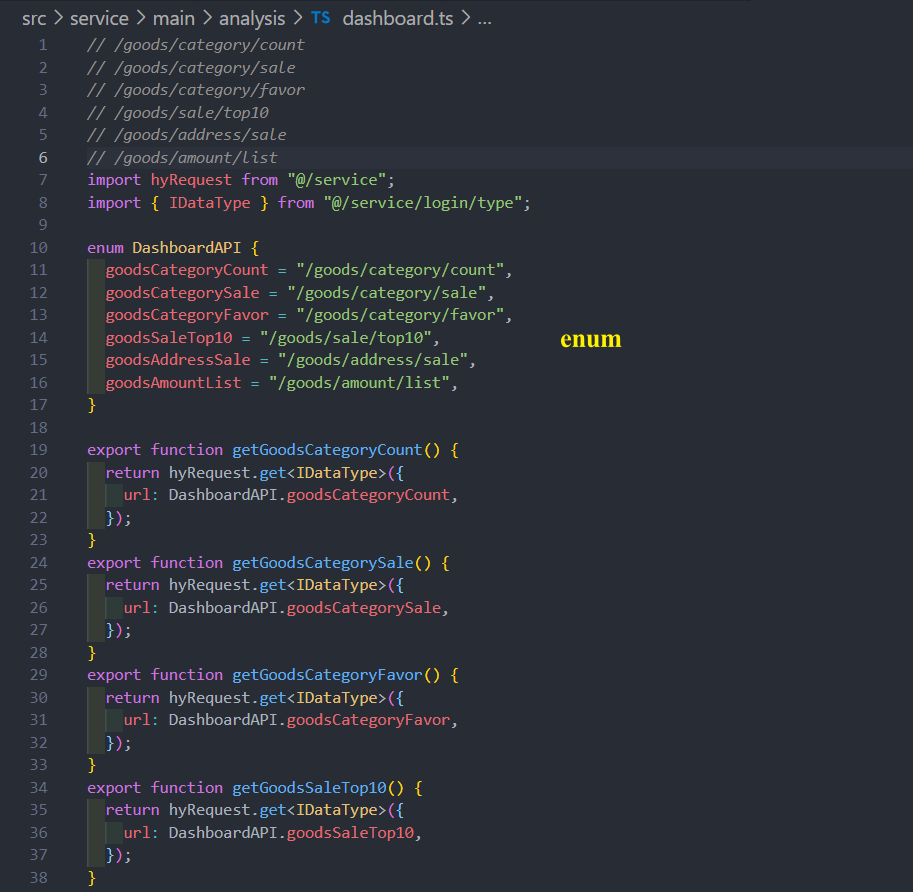 src > service > main > analysis > TS dashboard.ts > ...
1 // /goods/category/count
2 // /goods/category/sale
3 // /goods/category/favor
4 // /goods/sale/top10
5 // /goods/address/sale
6 // /goods/amount/list
7 import hyRequest from "@/service";
8 import { IDataType } from "@/service/login/type";
9
10 enum DashboardAPI {
11   goodsCategoryCount = "/goods/category/count",
12   goodsCategorySale = "/goods/category/sale",
13   goodsCategoryFavor = "/goods/category/favor",
14   goodsSaleTop10 = "/goods/sale/top10", enum
15   goodsAddressSale = "/goods/address/sale",
16   goodsAmountList = "/goods/amount/list",
17 }
18
19 export function getGoodsCategoryCount() {
20   return hyRequest.get<IDataType>({
21     url: DashboardAPI.goodsCategoryCount,
22   });
23 }
24 export function getGoodsCategorySale() {
25   return hyRequest.get<IDataType>({
26     url: DashboardAPI.goodsCategorySale,
27   });
28 }
29 export function getGoodsCategoryFavor() {
30   return hyRequest.get<IDataType>({
31     url: DashboardAPI.goodsCategoryFavor,
32   });
33 }
34 export function getGoodsSaleTop10() {
35   return hyRequest.get<IDataType>({
36     url: DashboardAPI.goodsSaleTop10,
37   });
38 }